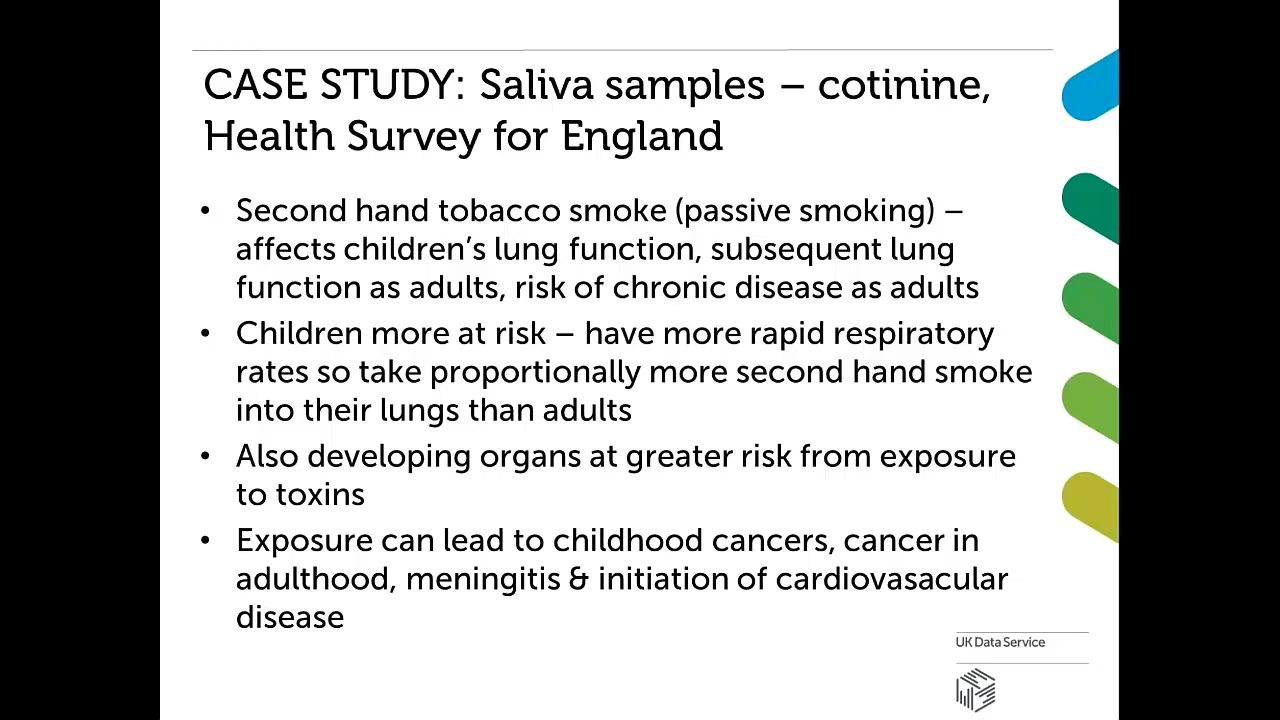 CASE STUDY: Saliva samples – cotinine,
Health Survey for England
• Second hand tobacco smoke (passive smoking) –
affects children’s lung function, subsequent lung
function as adults, risk of chronic disease as adults
• Children more at risk – have more rapid respiratory
rates so take proportionally more second hand smoke
into their lungs than adults
• Also developing organs at greater risk from exposure
to toxins
• Exposure can lead to childhood cancers, cancer in
adulthood, meningitis & initiation of cardiovasacular
disease
UK Data Service